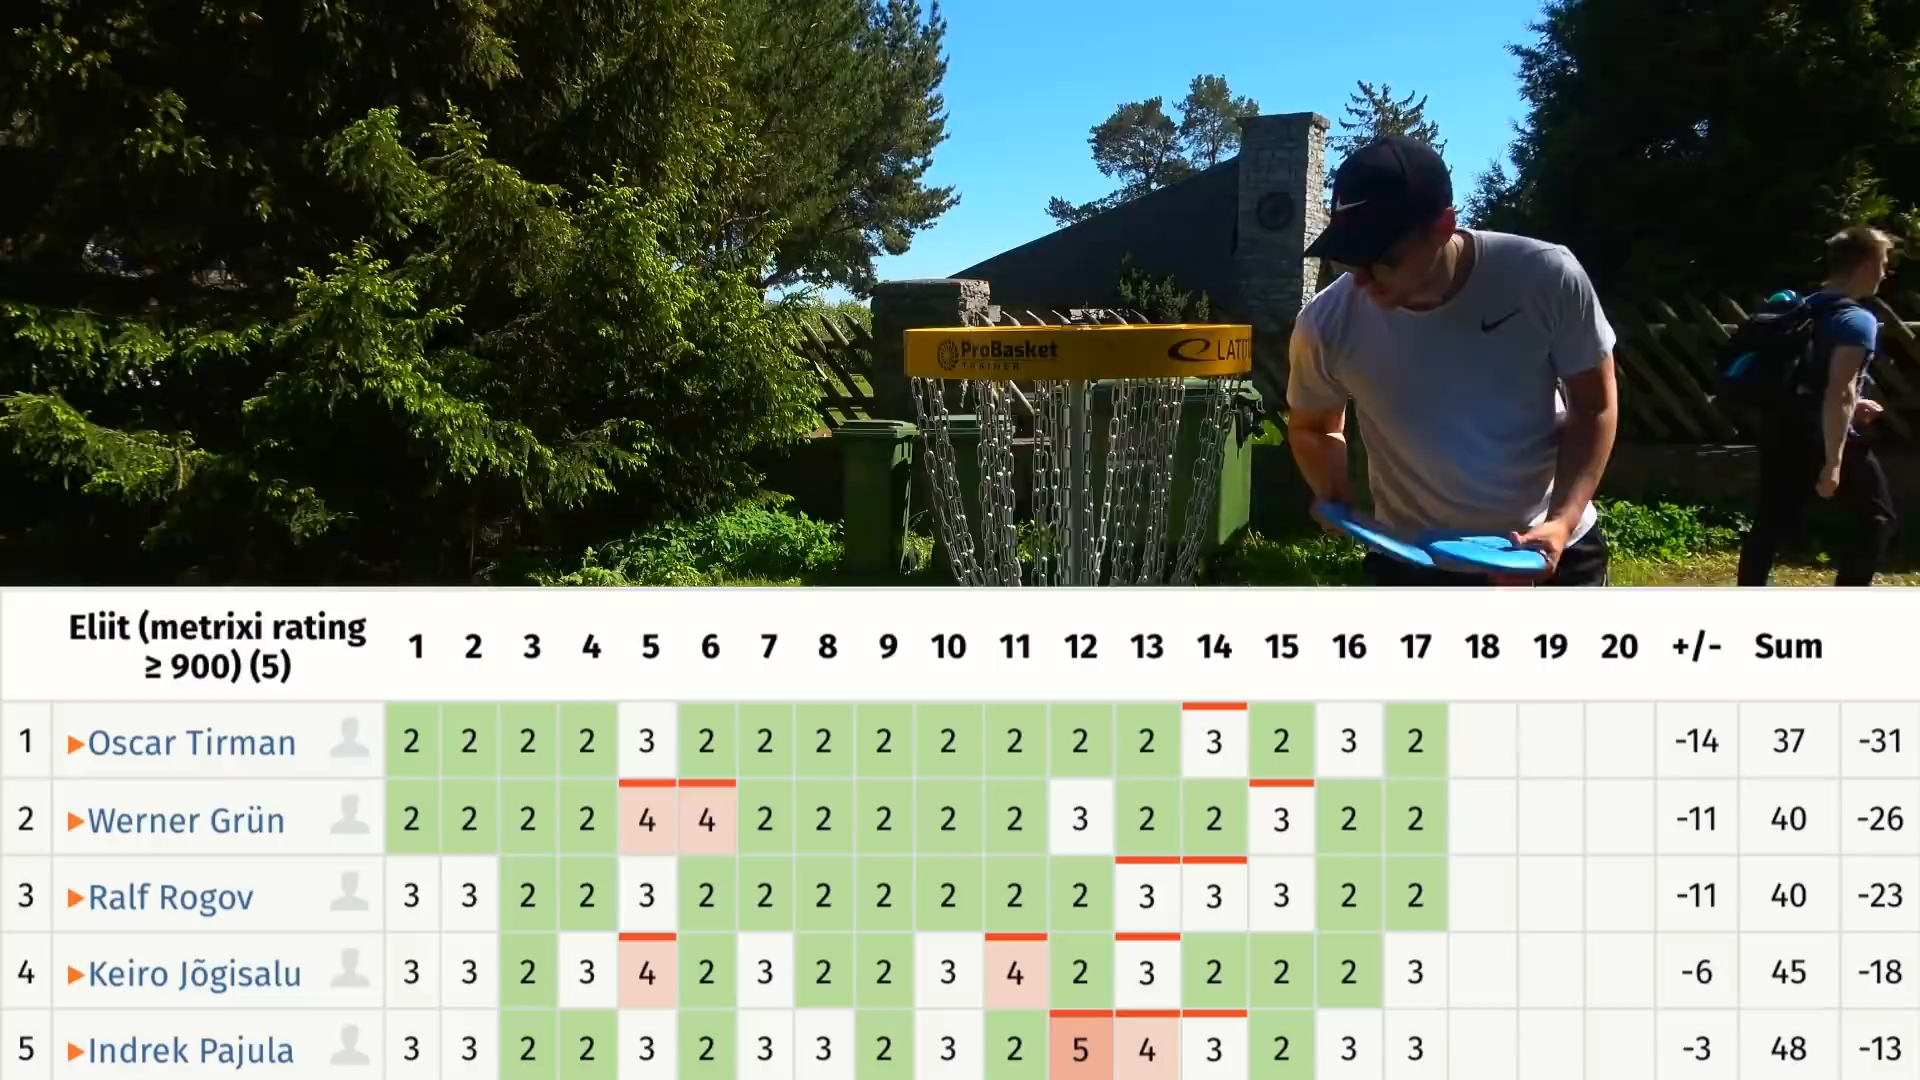 ProBasket LATIT
TRAINER
Eliit (metrixi rating
≥ 900) (5) 1 2 3 4 5 6 7 8 9 10 11 12 13 14 15 16 17 18 19 20 +/- Sum
1 Oscar Tirman 2 2 2 2 3 2 2 2 2 2 2 2 2 3 2 3 2 -14 37 -31
2 Werner Grün 2 2 2 2 4 4 2 2 2 2 2 3 2 2 3 2 2 -11 40 -26
3 Ralf Rogov 3 3 2 2 3 2 2 2 2 2 2 2 3 3 3 2 2 -11 40 -23
4 Keiro Jõgisalu 3 3 2 3 4 2 3 2 2 3 4 2 3 2 2 2 3 -6 45 -18
5 Indrek Pajula 3 3 2 2 3 2 3 3 2 3 2 5 4 3 2 3 3 -3 48 -13